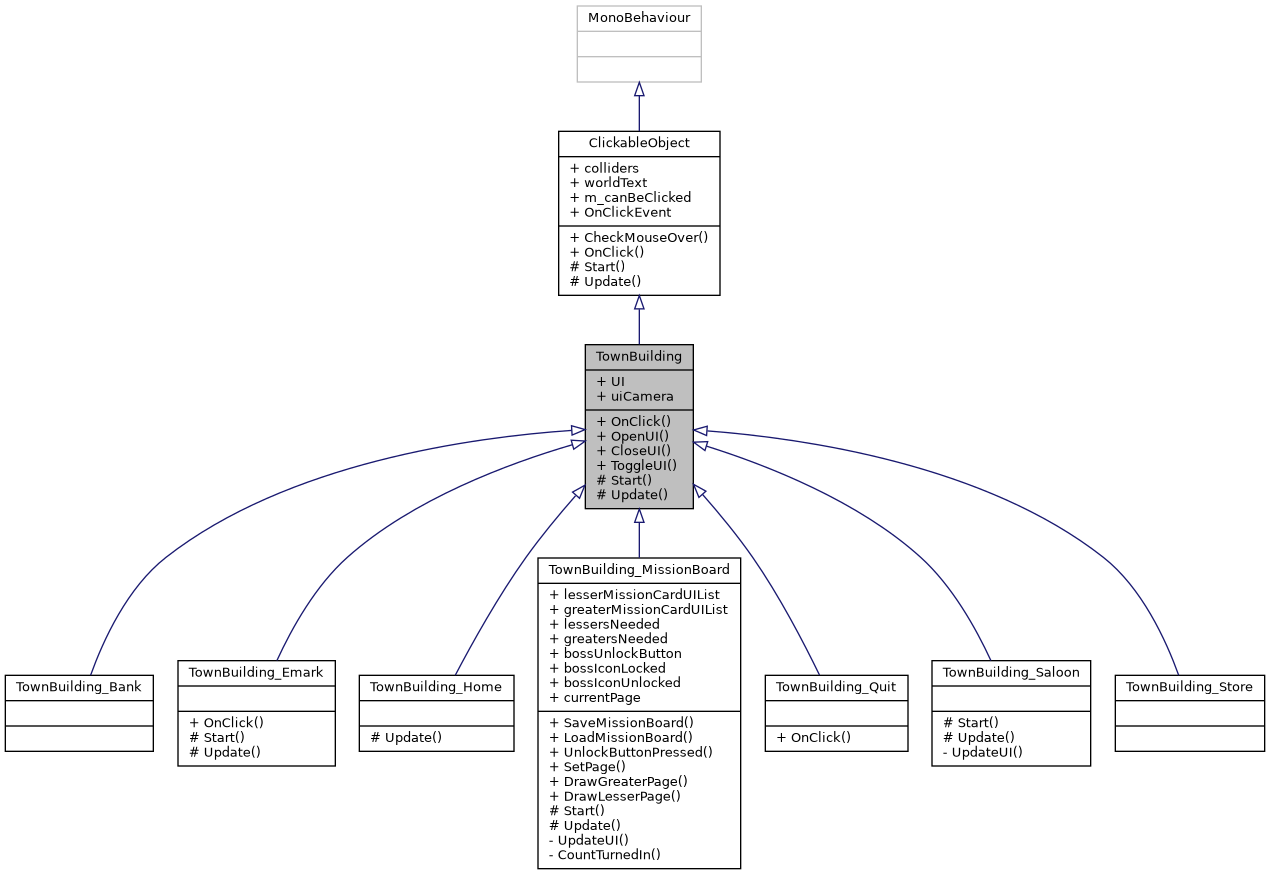 MonoBehaviour
ClickableObject
+ colliders
+ worldText
+ m_canBeClicked
+ OnClickEvent
+ CheckMouseOver()
+ OnClick()
# Start()
# Update()
TownBuilding
+ UI
+ uiCamera
+ OnClick()
+ OpenUI()
+ CloseUI()
+ ToggleUI()
# Start()
# Update()
TownBuilding_Bank
TownBuilding_Emark
+ OnClick()
# Start()
# Update()
TownBuilding_Home
# Update()
TownBuilding_MissionBoard
+ lesserMissionCardUIList
+ greaterMissionCardUIList
+ lessersNeeded
+ greatersNeeded
+ bossUnlockButton
+ bossIconLocked
+ bossIconUnlocked
+ currentPage
+ SaveMissionBoard()
+ LoadMissionBoard()
+ UnlockButtonPressed()
+ SetPage()
+ DrawGreaterPage()
+ DrawLesserPage()
# Start()
# Update()
- UpdateUI()
- CountTurnedIn()
TownBuilding_Quit
+ OnClick()
TownBuilding_Saloon
# Start()
# Update()
- UpdateUI()
TownBuilding_Store